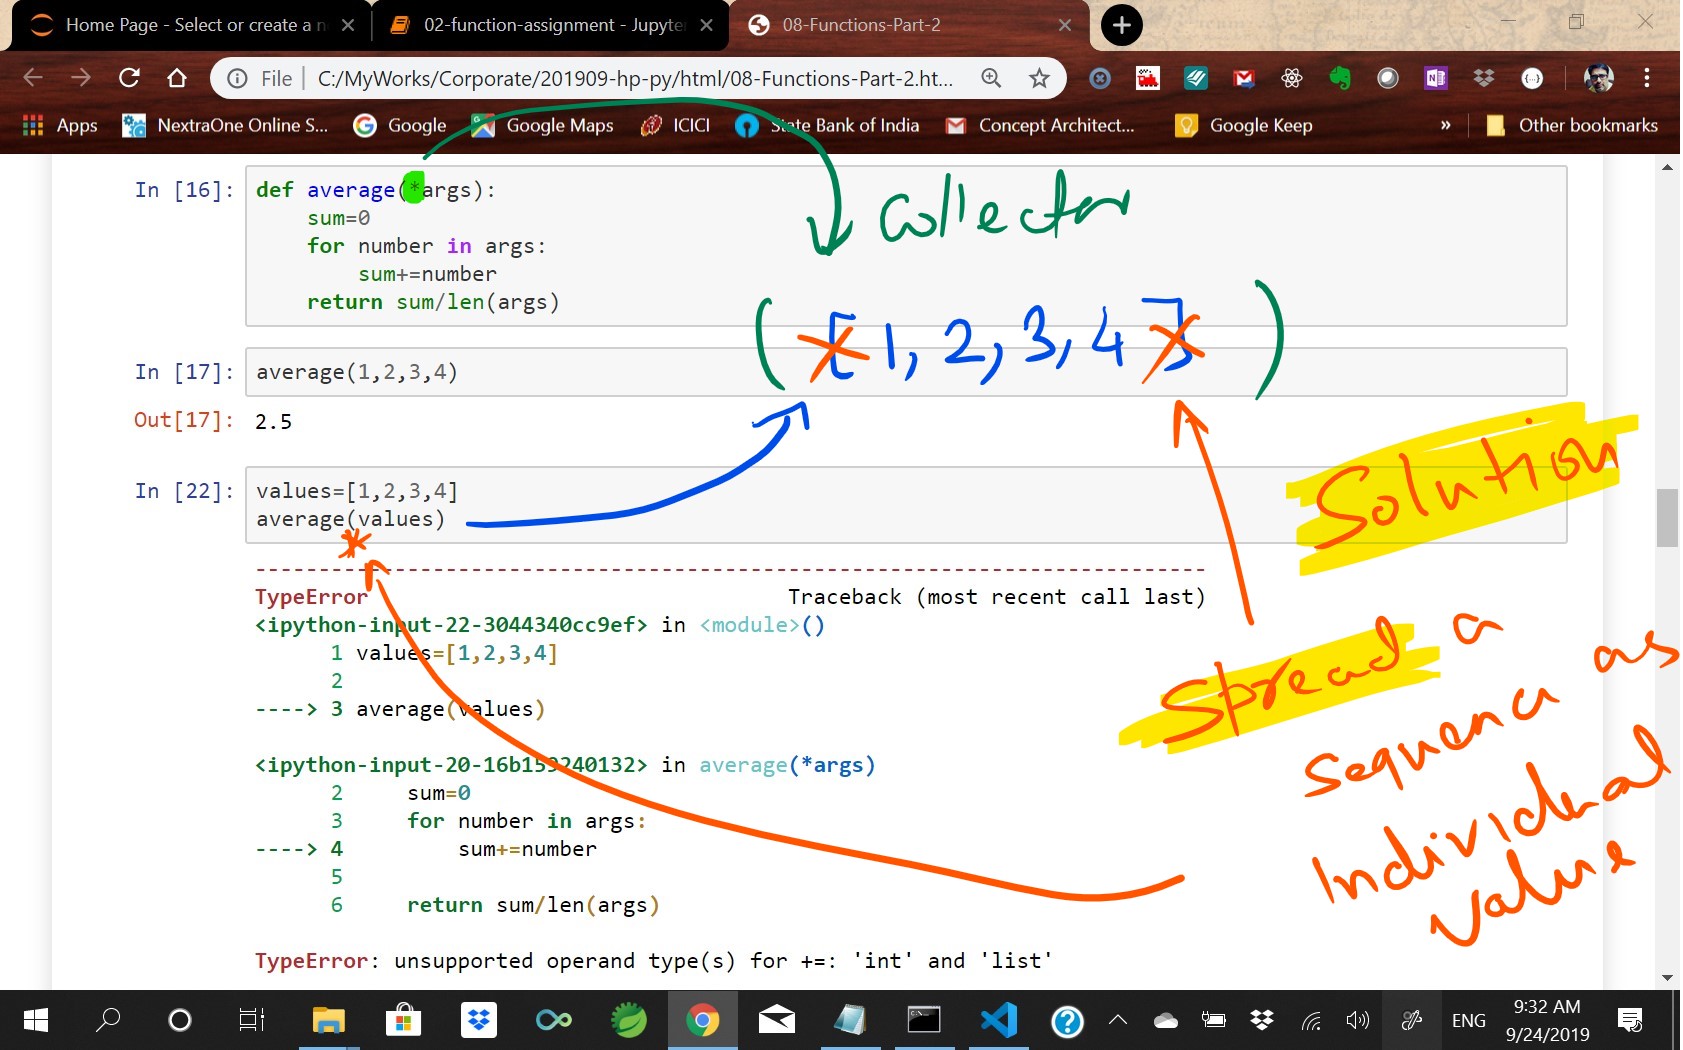 Home Page - Select or create a n
02-function-assignment - Jupyte
08-Functions-Part-2
File | C:/MyWorks/Corporate/201909-hp-py/html/08-Functions-Part-2.ht...
Apps NextraOne Online S... Google Google Maps ICICI State Bank of India Concept Architect... Google Keep » Other bookmarks
In [16]: def average(*args):
sum=0
for number in args:
sum+=number
return sum/len(args)
Collector
( [1, 2, 3, 4] )
In [17]: average(1,2,3,4)
Out[17]: 2.5
In [22]: values=[1,2,3,4]
average(values)
*
Solution
---------------------------------------------------------------------------
TypeError Traceback (most recent call last)
<ipython-input-22-3044340cc9ef> in <module>()
1 values=[1,2,3,4]
2
----> 3 average(values)
Spread a
Sequence as
Individual
value
<ipython-input-20-16b159240132> in average(*args)
2 sum=0
3 for number in args:
----> 4 sum+=number
5
6 return sum/len(args)
TypeError: unsupported operand type(s) for +=: 'int' and 'list'
ENG
9:32 AM
9/24/2019